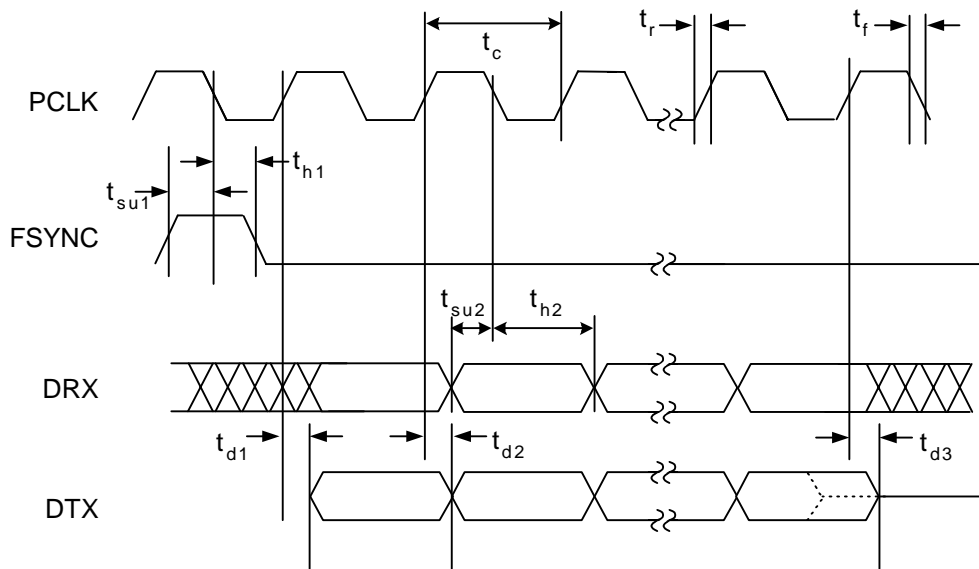 t_c
t_r
t_f
PCLK
t_h1
t_su1
FSYNC
t_su2
t_h2
DRX
t_d1
t_d2
t_d3
DTX